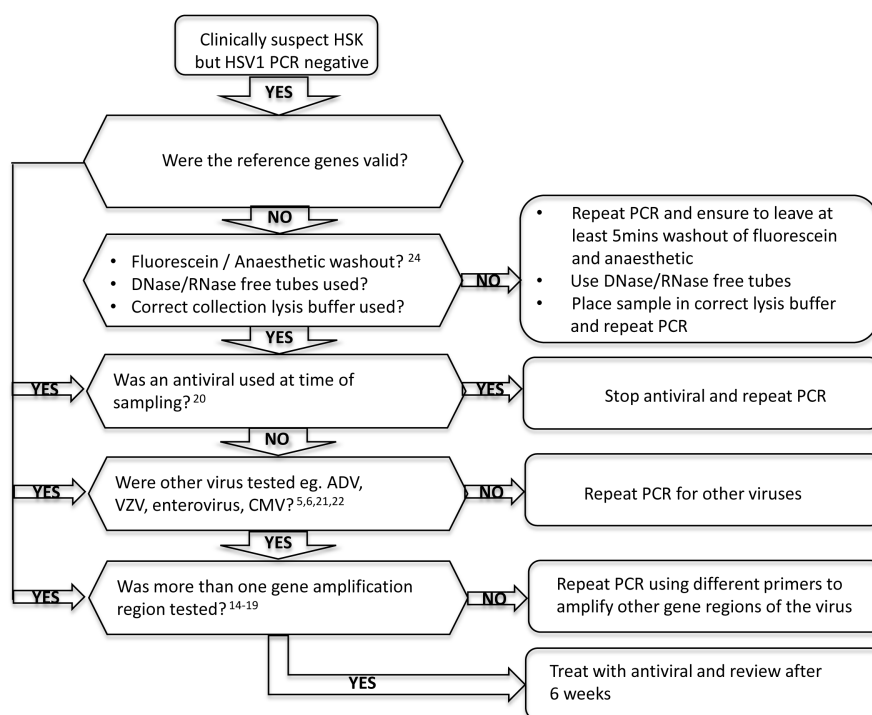 Clinically suspect HSK
but HSV1 PCR negative
YES
Were the reference genes valid?
NO
• Fluorescein / Anaesthetic washout? 24
• DNase/RNase free tubes used?
• Correct collection lysis buffer used?
NO
• Repeat PCR and ensure to leave at
least 5mins washout of fluorescein
and anaesthetic
• Use DNase/RNase free tubes
• Place sample in correct lysis buffer
and repeat PCR
YES
YES
Was an antiviral used at time of
sampling? 20
YES
Stop antiviral and repeat PCR
NO
YES
Were other virus tested eg. ADV,
VZV, enterovirus, CMV? 5,6,21,22
NO
Repeat PCR for other viruses
YES
YES
Was more than one gene amplification
region tested? 14-19
NO
Repeat PCR using different primers to
amplify other gene regions of the virus
YES
Treat with antiviral and review after
6 weeks